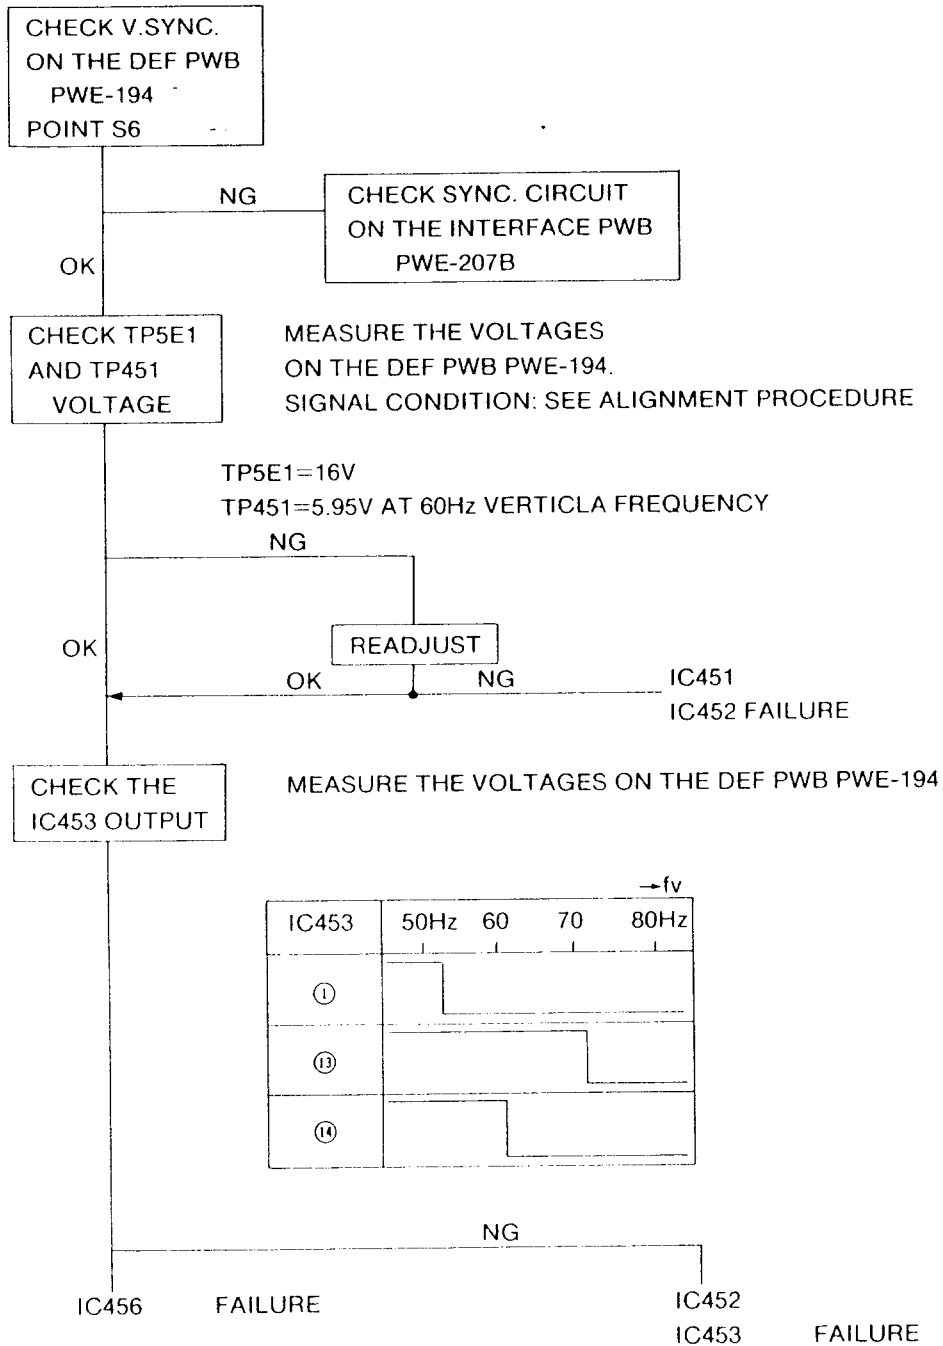 CHECK V.SYNC.
ON THE DEF PWB
PWE-194
POINT S6
NG
CHECK SYNC. CIRCUIT
ON THE INTERFACE PWB
PWE-207B
OK
CHECK TP5E1
AND TP451
VOLTAGE
MEASURE THE VOLTAGES
ON THE DEF PWB PWE-194.
SIGNAL CONDITION: SEE ALIGNMENT PROCEDURE
TP5E1=16V
TP451=5.95V AT 60Hz VERTICLA FREQUENCY
NG
OK
READJUST
OK
NG
IC451
IC452 FAILURE
CHECK THE
IC453 OUTPUT
MEASURE THE VOLTAGES ON THE DEF PWB PWE-194
→fv
IC453 50Hz 60 70 80Hz
①
⑬
⑭
NG
IC456 FAILURE
IC452
IC453 FAILURE